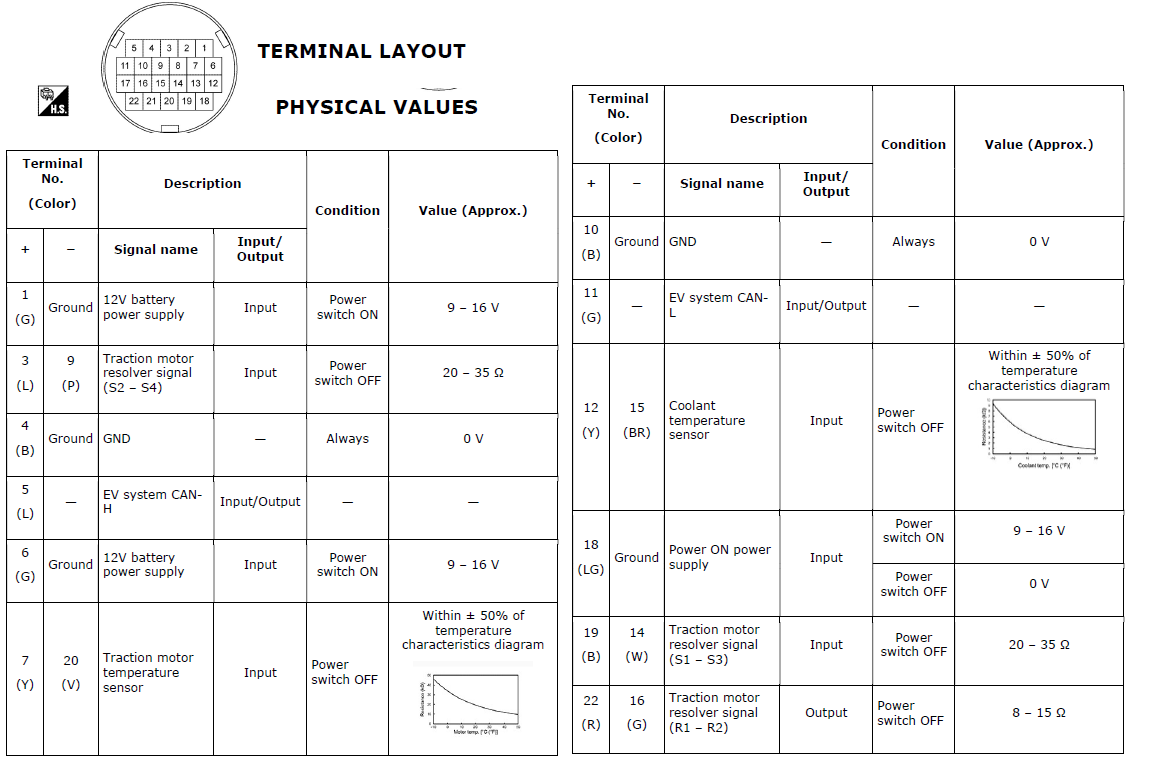 5 4 3 2 1
11 10 9 8 7 6
17 16 15 14 13 12
22 21 20 19 18
H.S.
TERMINAL LAYOUT
PHYSICAL VALUES
Terminal
No.
(Color)
Description
Condition
Value (Approx.)
+
−
Signal name
Input/
Output
1
(G)
Ground
12V battery
power supply
Input
Power
switch ON
9 – 16 V
3
(L)
9
(P)
Traction motor
resolver signal
(S2 – S4)
Input
Power
switch OFF
20 – 35 Ω
4
(B)
Ground
GND
—
Always
0 V
5
(L)
—
EV system CAN-
H
Input/Output
—
—
6
(G)
Ground
12V battery
power supply
Input
Power
switch ON
9 – 16 V
7
(Y)
20
(V)
Traction motor
temperature
sensor
Input
Power
switch OFF
Within ± 50% of
temperature
characteristics diagram
Resistance (kΩ)
Motor temp. [°C (°F)]
Terminal
No.
(Color)
Description
Condition
Value (Approx.)
+
−
Signal name
Input/
Output
10
(B)
Ground
GND
—
Always
0 V
11
(G)
—
EV system CAN-
L
Input/Output
—
—
12
(Y)
15
(BR)
Coolant
temperature
sensor
Input
Power
switch OFF
Within ± 50% of
temperature
characteristics diagram
Resistance (kΩ)
Coolant temp. [°C (°F)]
18
(LG)
Ground
Power ON power
supply
Input
Power
switch ON
9 – 16 V
Power
switch OFF
0 V
19
(B)
14
(W)
Traction motor
resolver signal
(S1 – S3)
Input
Power
switch OFF
20 – 35 Ω
22
(R)
16
(G)
Traction motor
resolver signal
(R1 – R2)
Output
Power
switch OFF
8 – 15 Ω